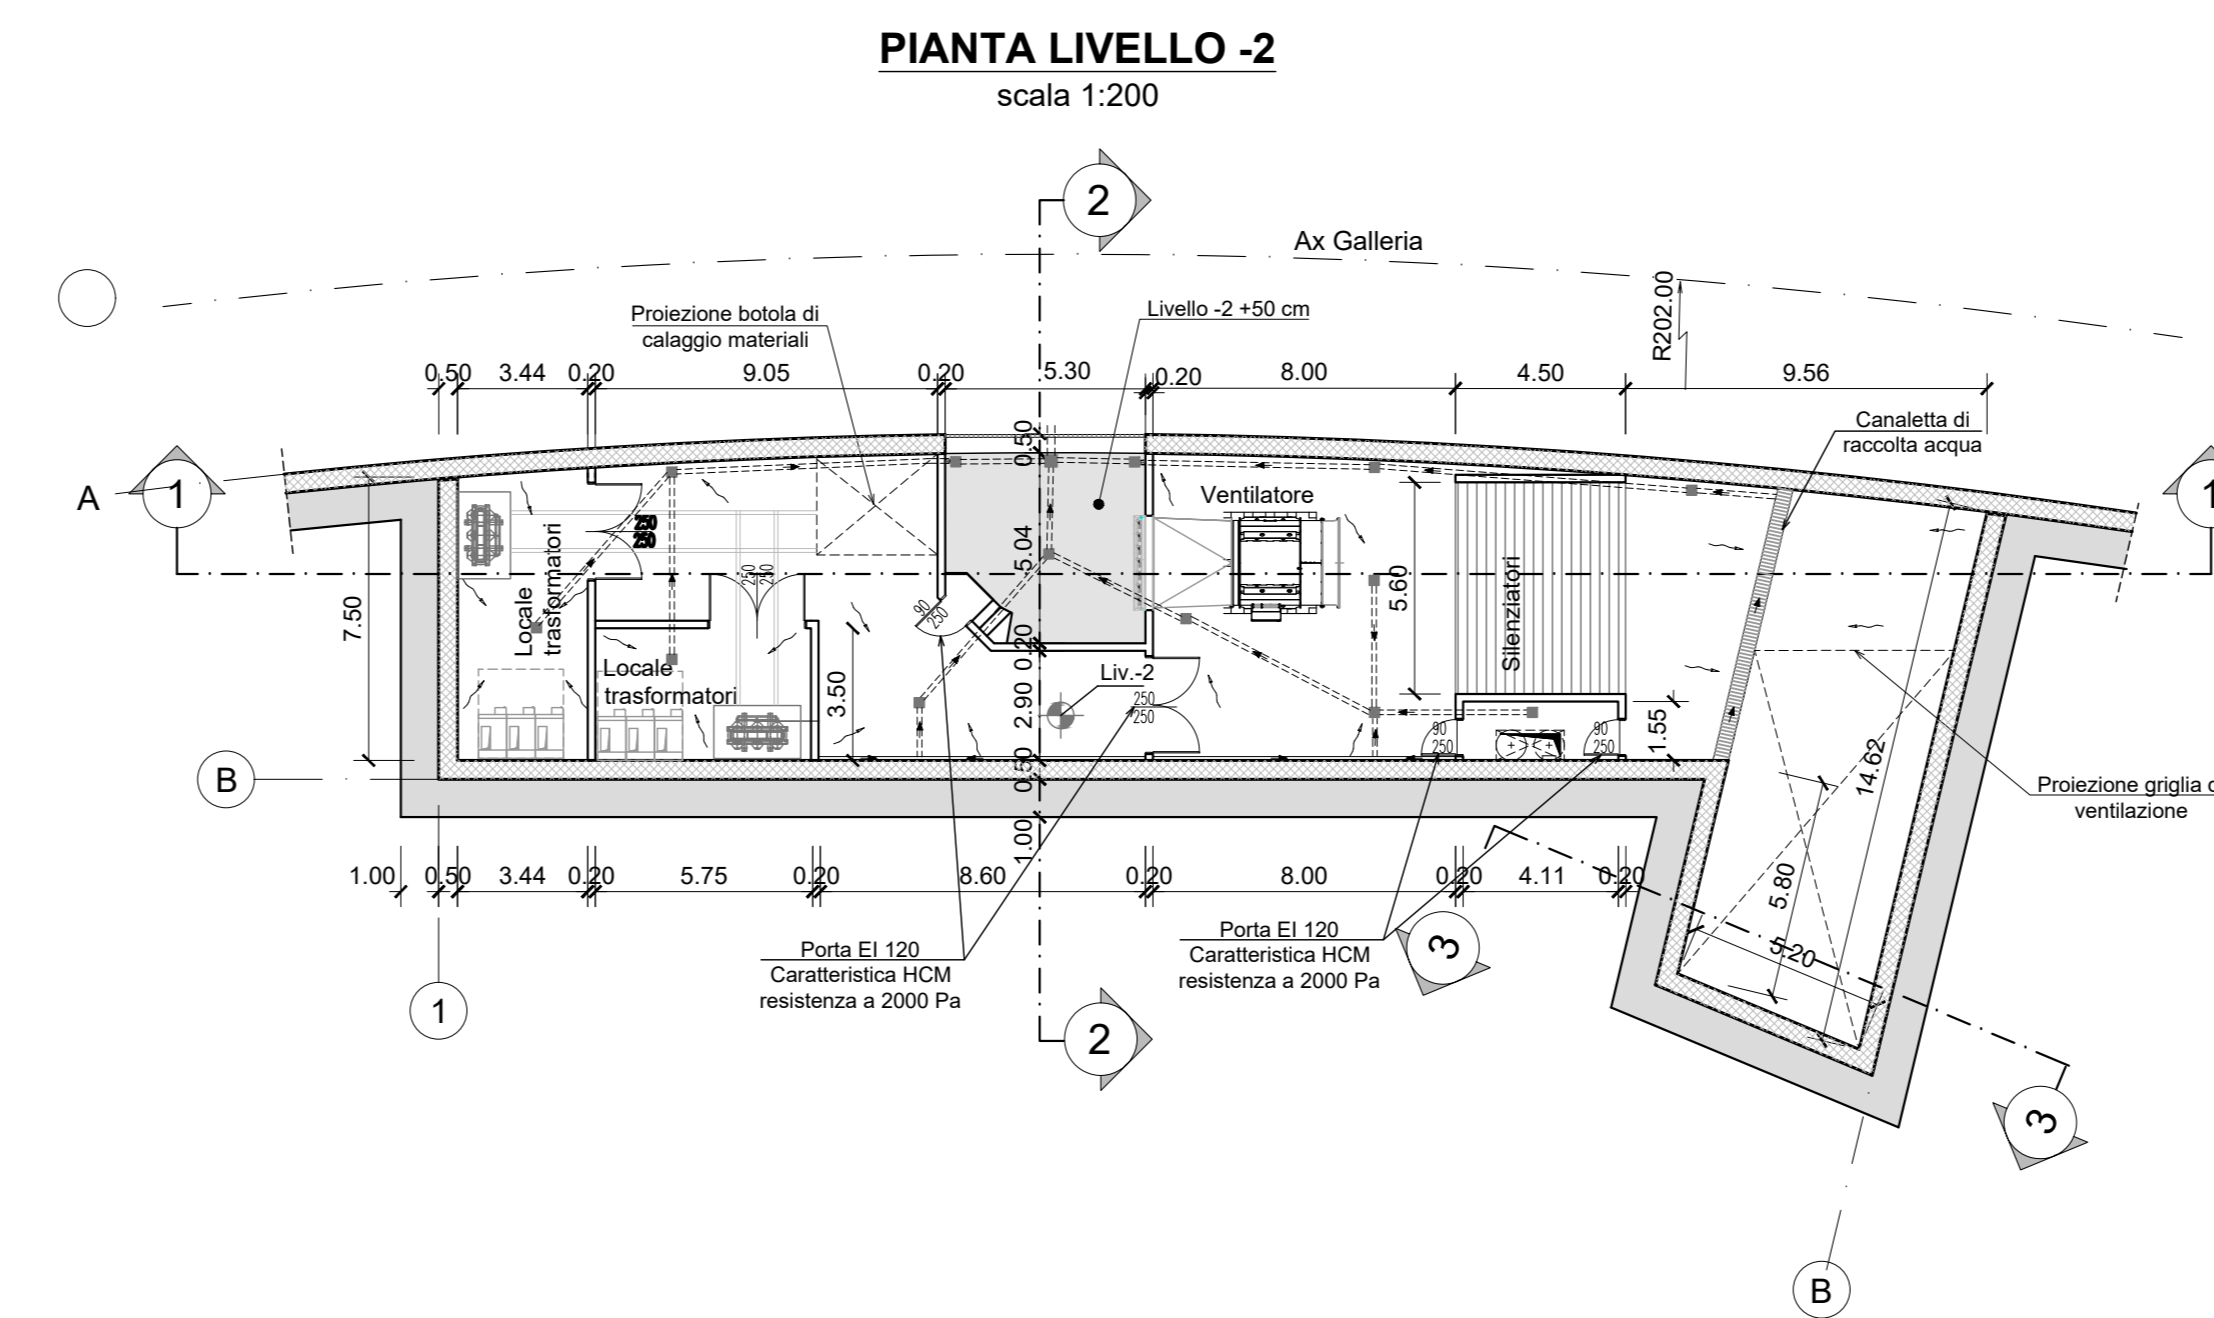 PIANTA LIVELLO -2
scala 1:200
2
Ax Galleria
R202.00
Proiezione botola di
calaggio materiali
Livello -2 +50 cm
0.50 3.44 0.20 9.05 0.20 5.30 0.20 8.00 4.50 9.56
Canaletta di
raccolta acqua
A 1
1
0.50
Ventilatore
250
250
Locale
trasformatori
250
250
5.04
5.60
Silenziatori
7.50
90
250
Locale
trasformatori
3.50
0.20
Liv.-2
2.90
250
250
90
250
90
250
1.55
14.62
B
0.50
Proiezione griglia d
ventilazione
1.00
5.80
1.00 0.50 3.44 0.20 5.75 0.20 8.60 0.20 8.00 0.20 4.11 0.20
5.20
Porta EI 120
Caratteristica HCM
resistenza a 2000 Pa
Porta EI 120
Caratteristica HCM
resistenza a 2000 Pa
3
1
2
3
B